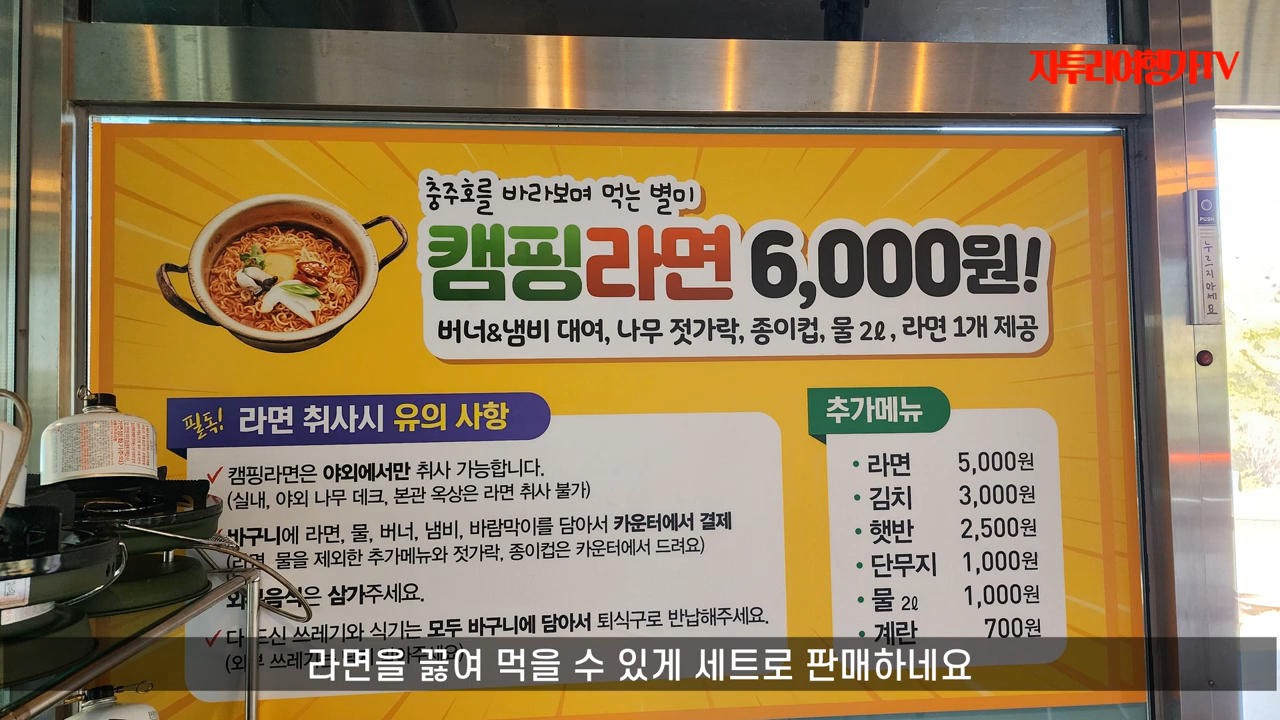 자투리여행기TV
충주호를 바라보며 먹는 별미
캠핑라면 6,000원!
버너&냄비 대여, 나무 젓가락, 종이컵, 물 2ℓ, 라면 1개 제공
필독! 라면 취사시 유의 사항
✓ 캠핑라면은 야외에서만 취사 가능합니다.
(실내, 야외 나무 데크, 본관 옥상은 라면 취사 불가)
바구니에 라면, 물, 버너, 냄비, 바람막이를 담아서 카운터에서 결제
물을 제외한 추가메뉴와 젓가락, 종이컵은 카운터에서 드려요)
삼가주세요.
✓ 쓰레기와 식기는 모두 바구니에 담아서 퇴식구로 반납해주세요.
추가메뉴
• 라면 5,000원
• 김치 3,000원
• 햇반 2,500원
• 단무지 1,000원
• 물 2ℓ 1,000원
• 계란 700원
PUSH
누르지마세요
라면을 끓여 먹을 수 있게 세트로 판매하네요